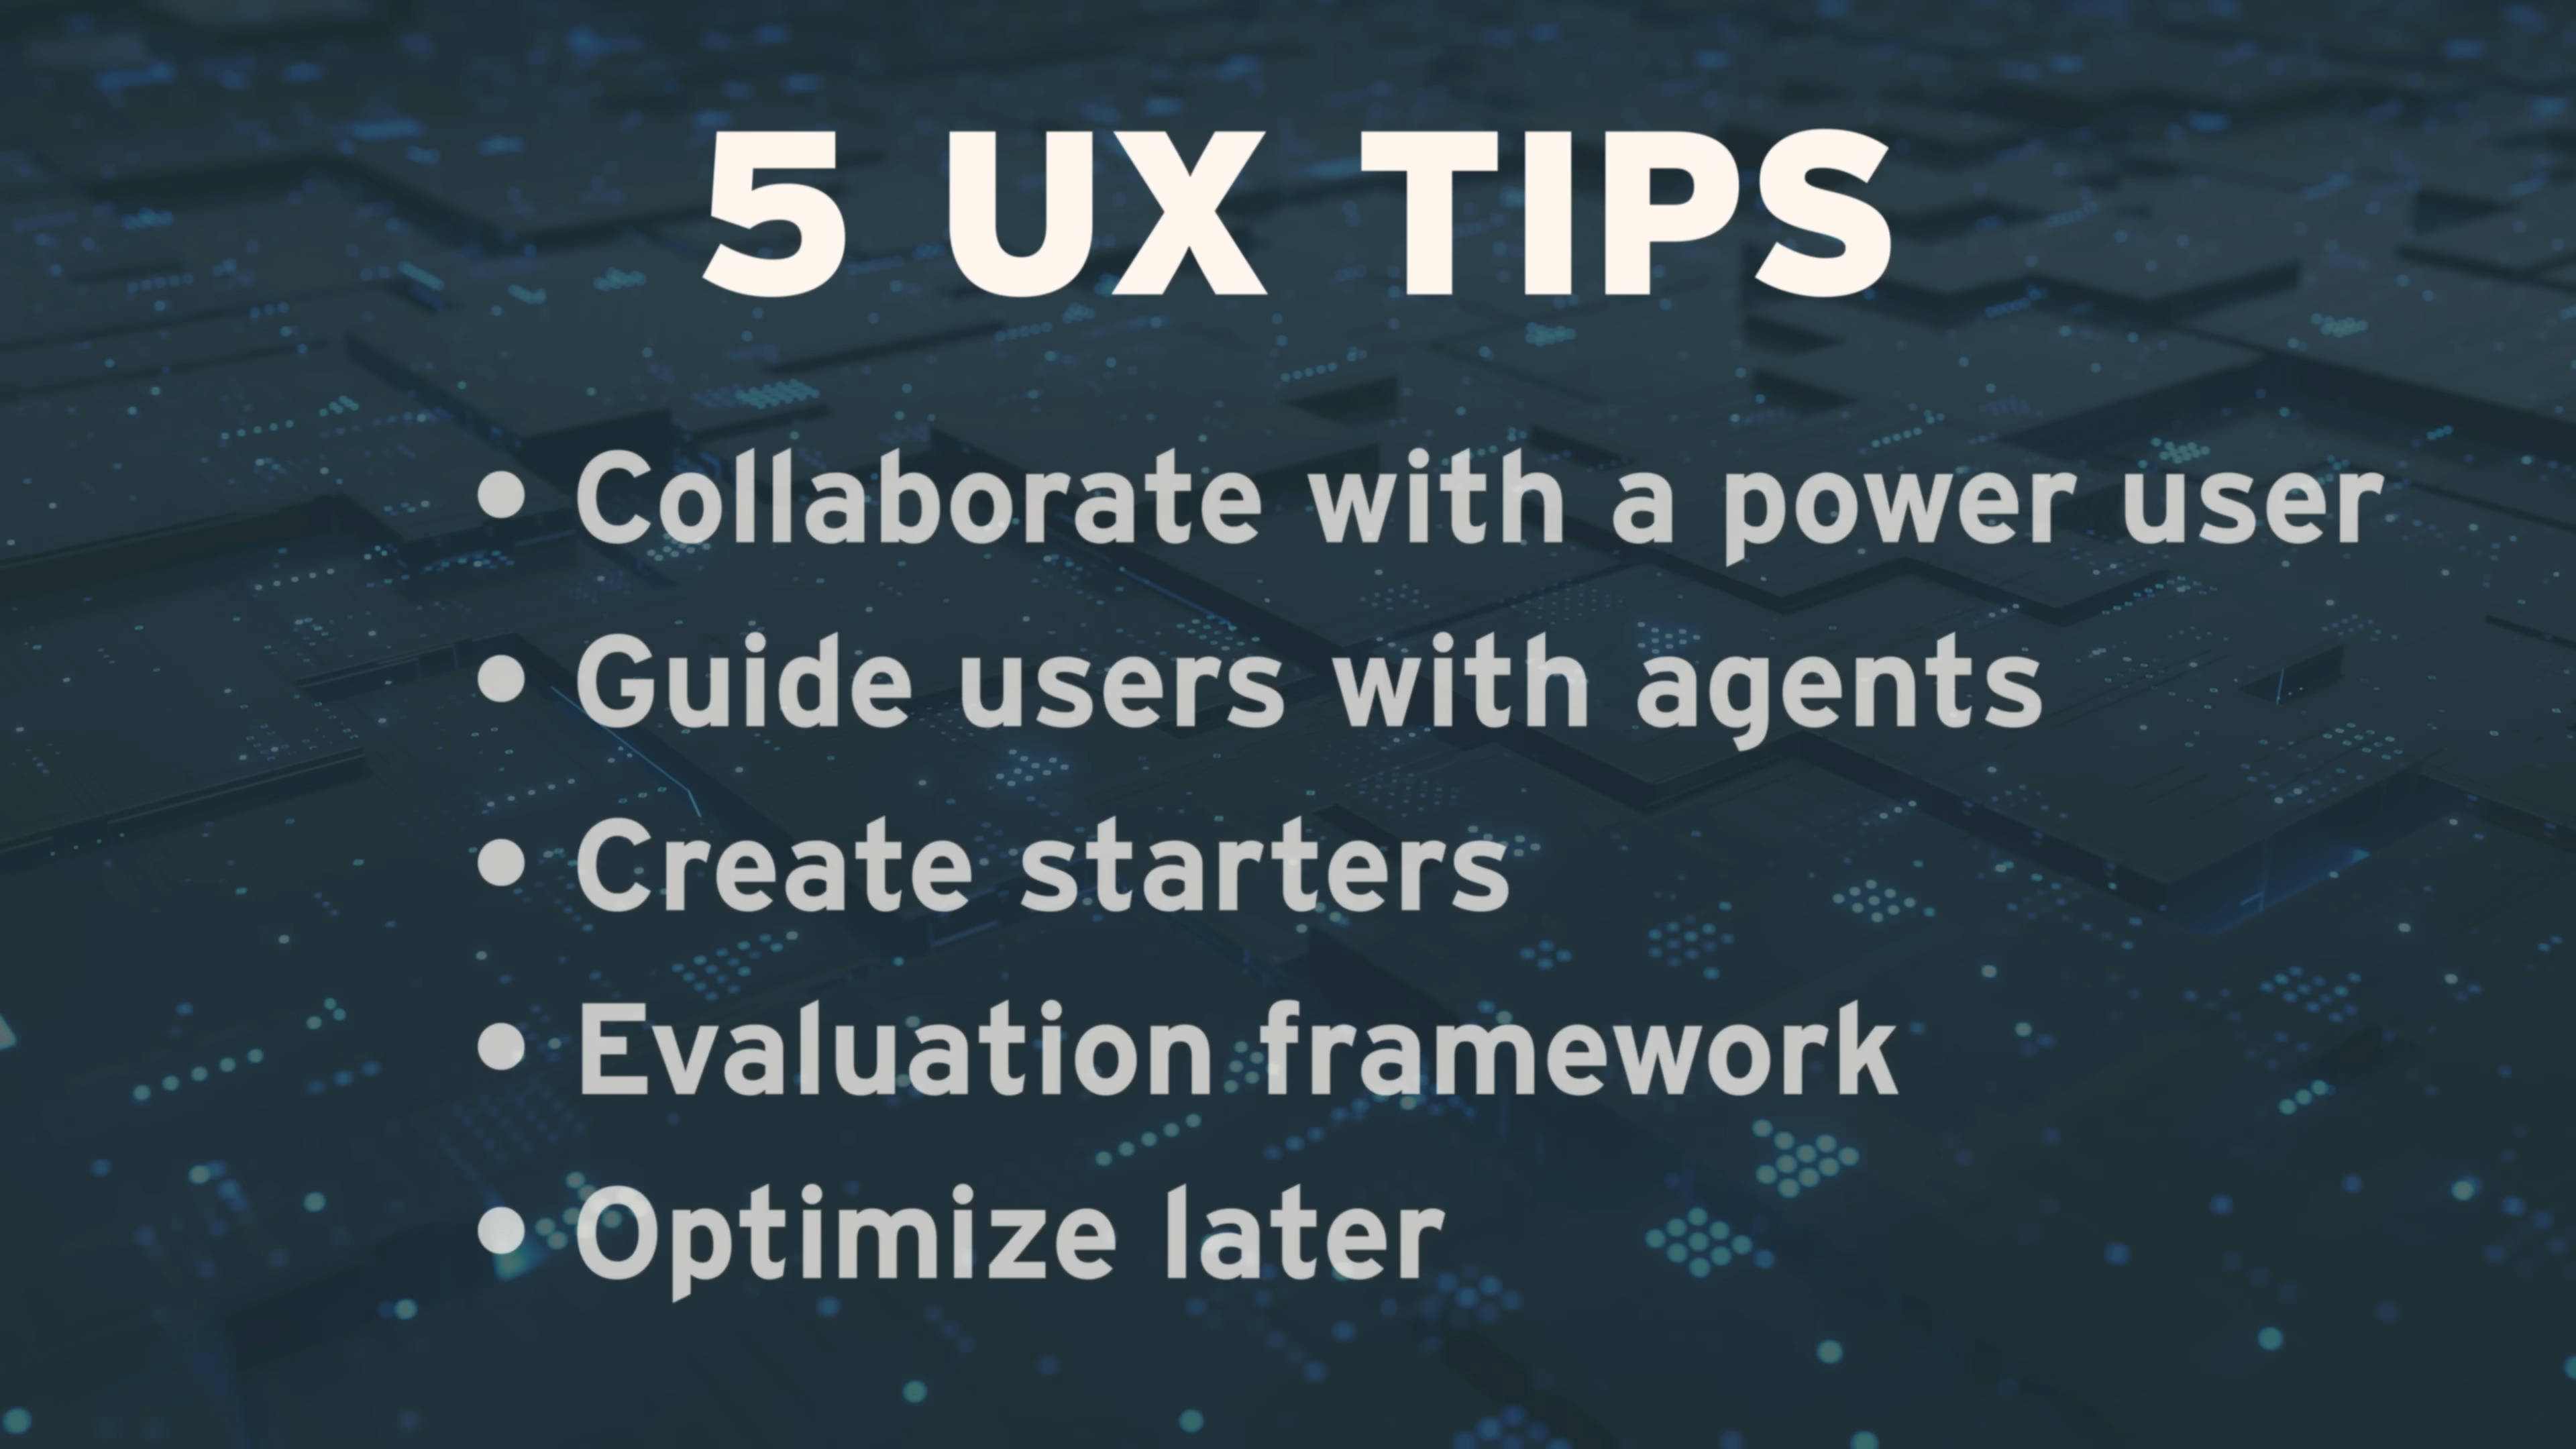 5 UX TIPS
• Collaborate with a power user
• Guide users with agents
• Create starters
• Evaluation framework
• Optimize later